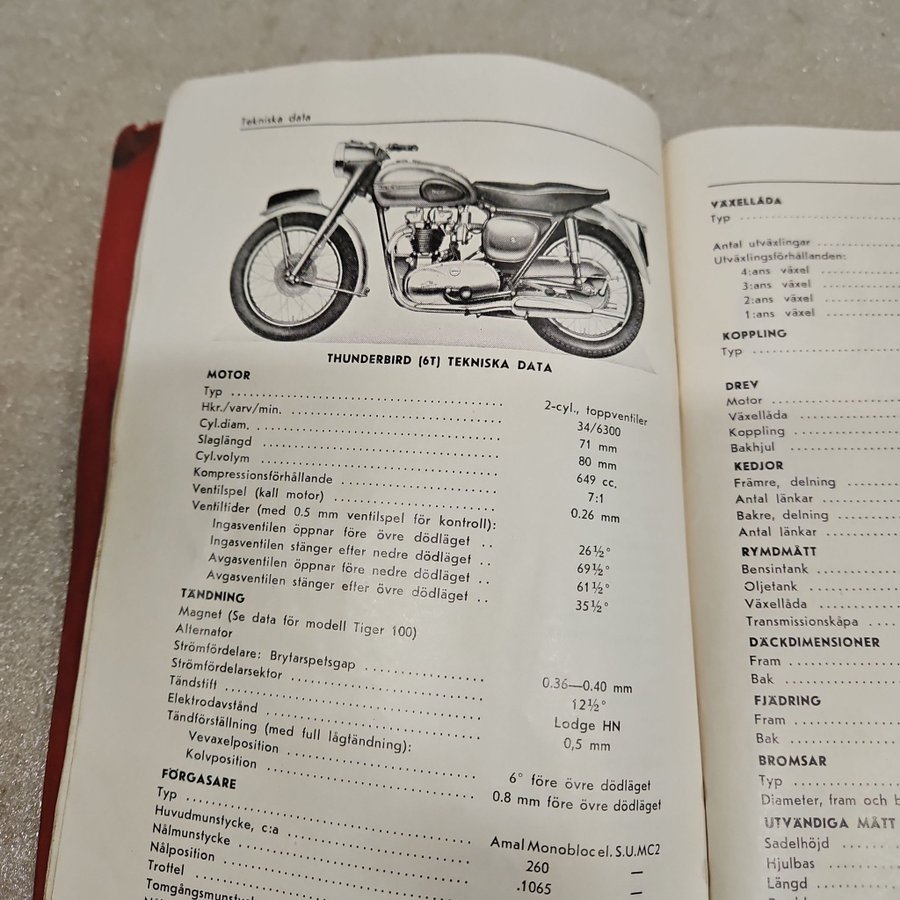 Tekniska data
THUNDERBIRD (6T) TEKNISKA DATA
MOTOR
Typ ........ 2-cyl., toppventiler
Hkr./varv/min. ........ 34/6300
Cyl.diam. ........ 71 mm
Slaglängd ........ 80 mm
Cyl.volym ........ 649 cc.
Kompressionsförhållande ........ 7:1
Ventilspel (kall motor) ........ 0.26 mm
Ventiltider (med 0.5 mm ventilspel för kontroll):
Ingasventilen öppnar före övre dödläget .. 26½°
Ingasventilen stänger efter nedre dödläget .. 69½°
Avgasventilen öppnar före nedre dödläget .. 61½°
Avgasventilen stänger efter övre dödläget .. 35½°
TÄNDNING
Magnet (Se data för modell Tiger 100)
Alternator
Strömfördelare: Brytarspetsgap ........ 0.36—0.40 mm
Strömfördelarsektor ........ 12½°
Tändstift ........ Lodge HN
Elektrodavstånd ........ 0,5 mm
Tändförställning (med full lågtändning):
Vevaxelposition ........ 6° före övre dödläget
Kolvposition ........ 0.8 mm före övre dödläget
FÖRGASARE
Typ ........ Amal Monobloc el. S.U.MC2
Huvudmunstycke, c:a ........ 260 —
Nålmunstycke ........ .1065 —
Nålposition
Trottel
Tomgångsmunst
VÄXELLÅDA
Typ ........
Antal utväxlingar ........
Utväxlingsförhållanden:
4:ans växel ........
3:ans växel ........
2:ans växel ........
1:ans växel ........
KOPPLING
Typ ........
DREV
Motor ........
Växellåda ........
Koppling ........
Bakhjul ........
KEDJOR
Främre, delning ........
Antal länkar ........
Bakre, delning ........
Antal länkar ........
RYMDMÅTT
Bensintank ........
Oljetank ........
Växellåda ........
Transmissionskåpa ....
DÄCKDIMENSIONER
Fram ........
Bak ........
FJÄDRING
Fram ........
Bak ........
BROMSAR
Typ ........
Diameter, fram och b
UTVÄNDIGA MÅTT
Sadelhöjd ........
Hjulbas ........
Längd ........